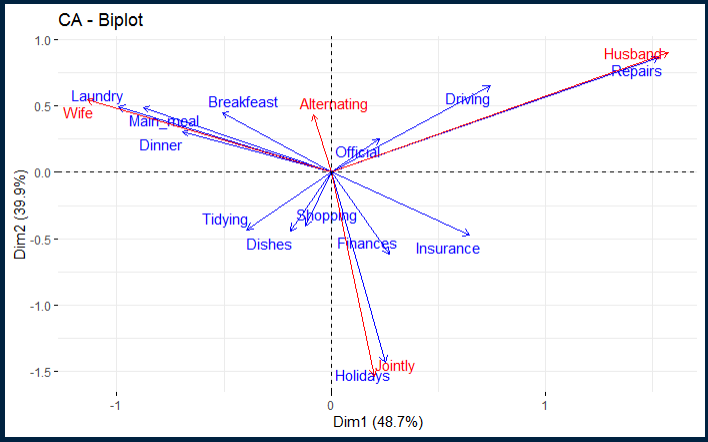 CA - Biplot
1.0
Husband
Repairs
Laundry
Driving
Breakfeast
Alternating
0.5
Wife
Main_meal
Dinner
Official
0.0
Dim2 (39.9%)
Tidying
Shopping
Dishes
Finances
Insurance
-0.5
-1.0
Jointly
Holidays
-1.5
-1
0
1
Dim1 (48.7%)